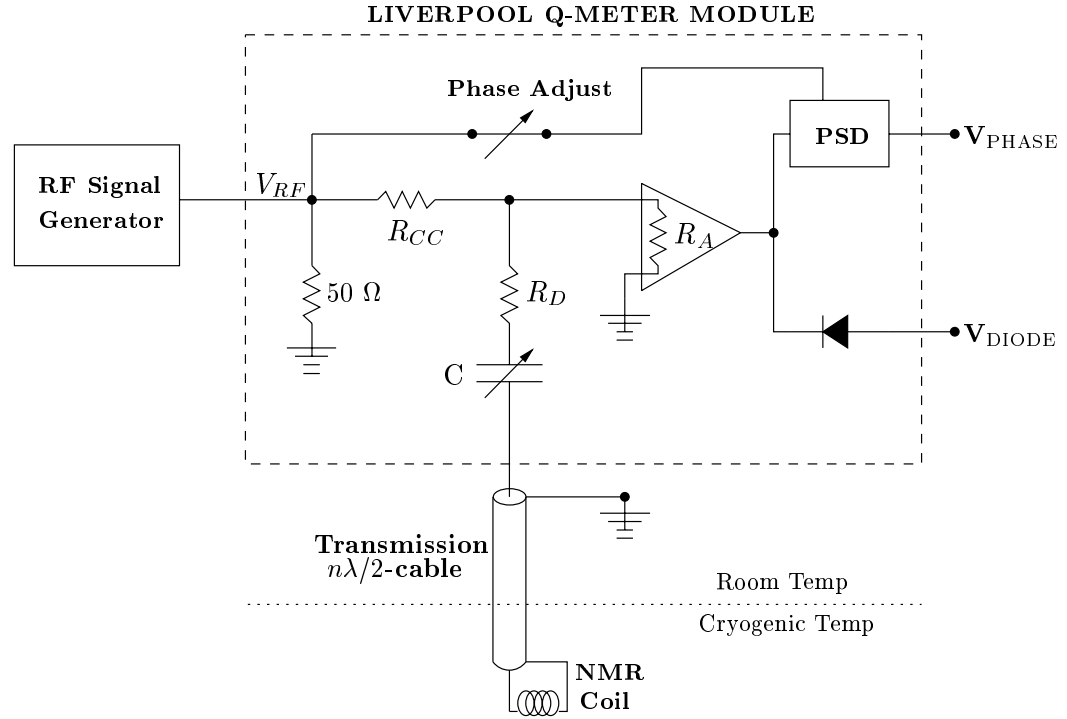 LIVERPOOL Q-METER MODULE
Phase Adjust
PSD
V_PHASE
RF Signal
Generator
V_RF
R_CC
R_A
50 Ω
R_D
V_DIODE
C
Transmission
nλ/2-cable
Room Temp
Cryogenic Temp
NMR
Coil